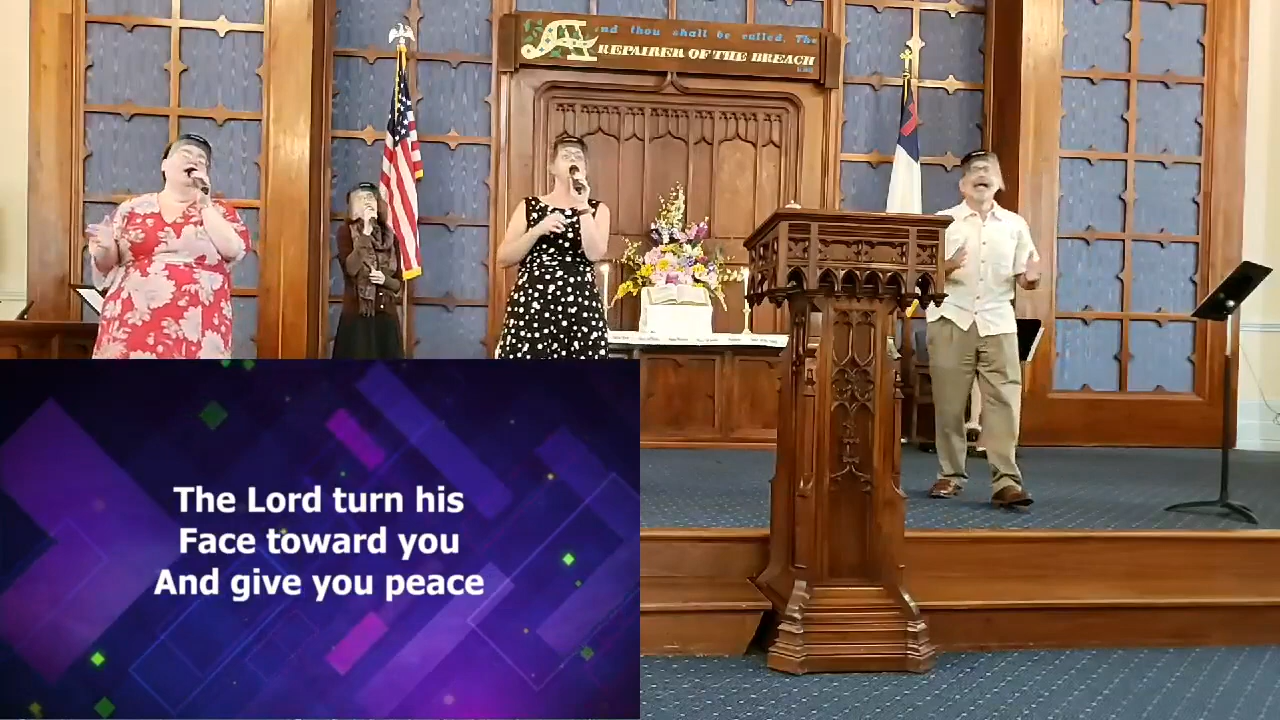 And thou shalt be called, The
REPAIRER OF THE BREACH
The Lord turn his
Face toward you
And give you peace